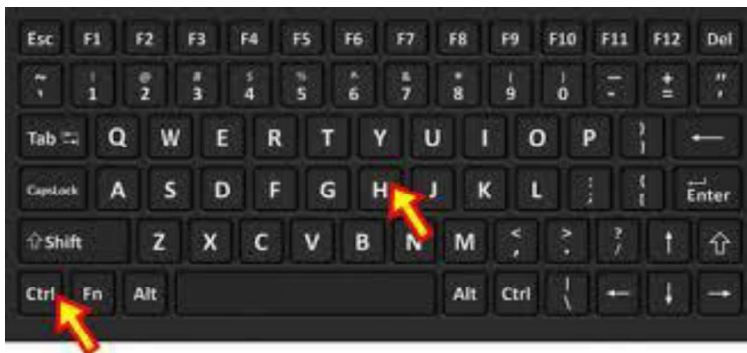 Esc F1 F2 F3 F4 F5 F6 F7 F8 F9 F10 F11 F12 Del
~ ` ! 1 @ 2 # 3 $ 4 % 5 ^ 6 & 7 * 8 ( 9 ) 0 - + = " '
Tab Q W E R T Y U I O P } ] ←
CapsLock A S D F G H J K L : ; { [ Enter
⇧ Shift Z X C V B N M < , > . ? / ↑ ⇧
Ctrl Fn Alt Alt Ctrl | \ ← ↓ →